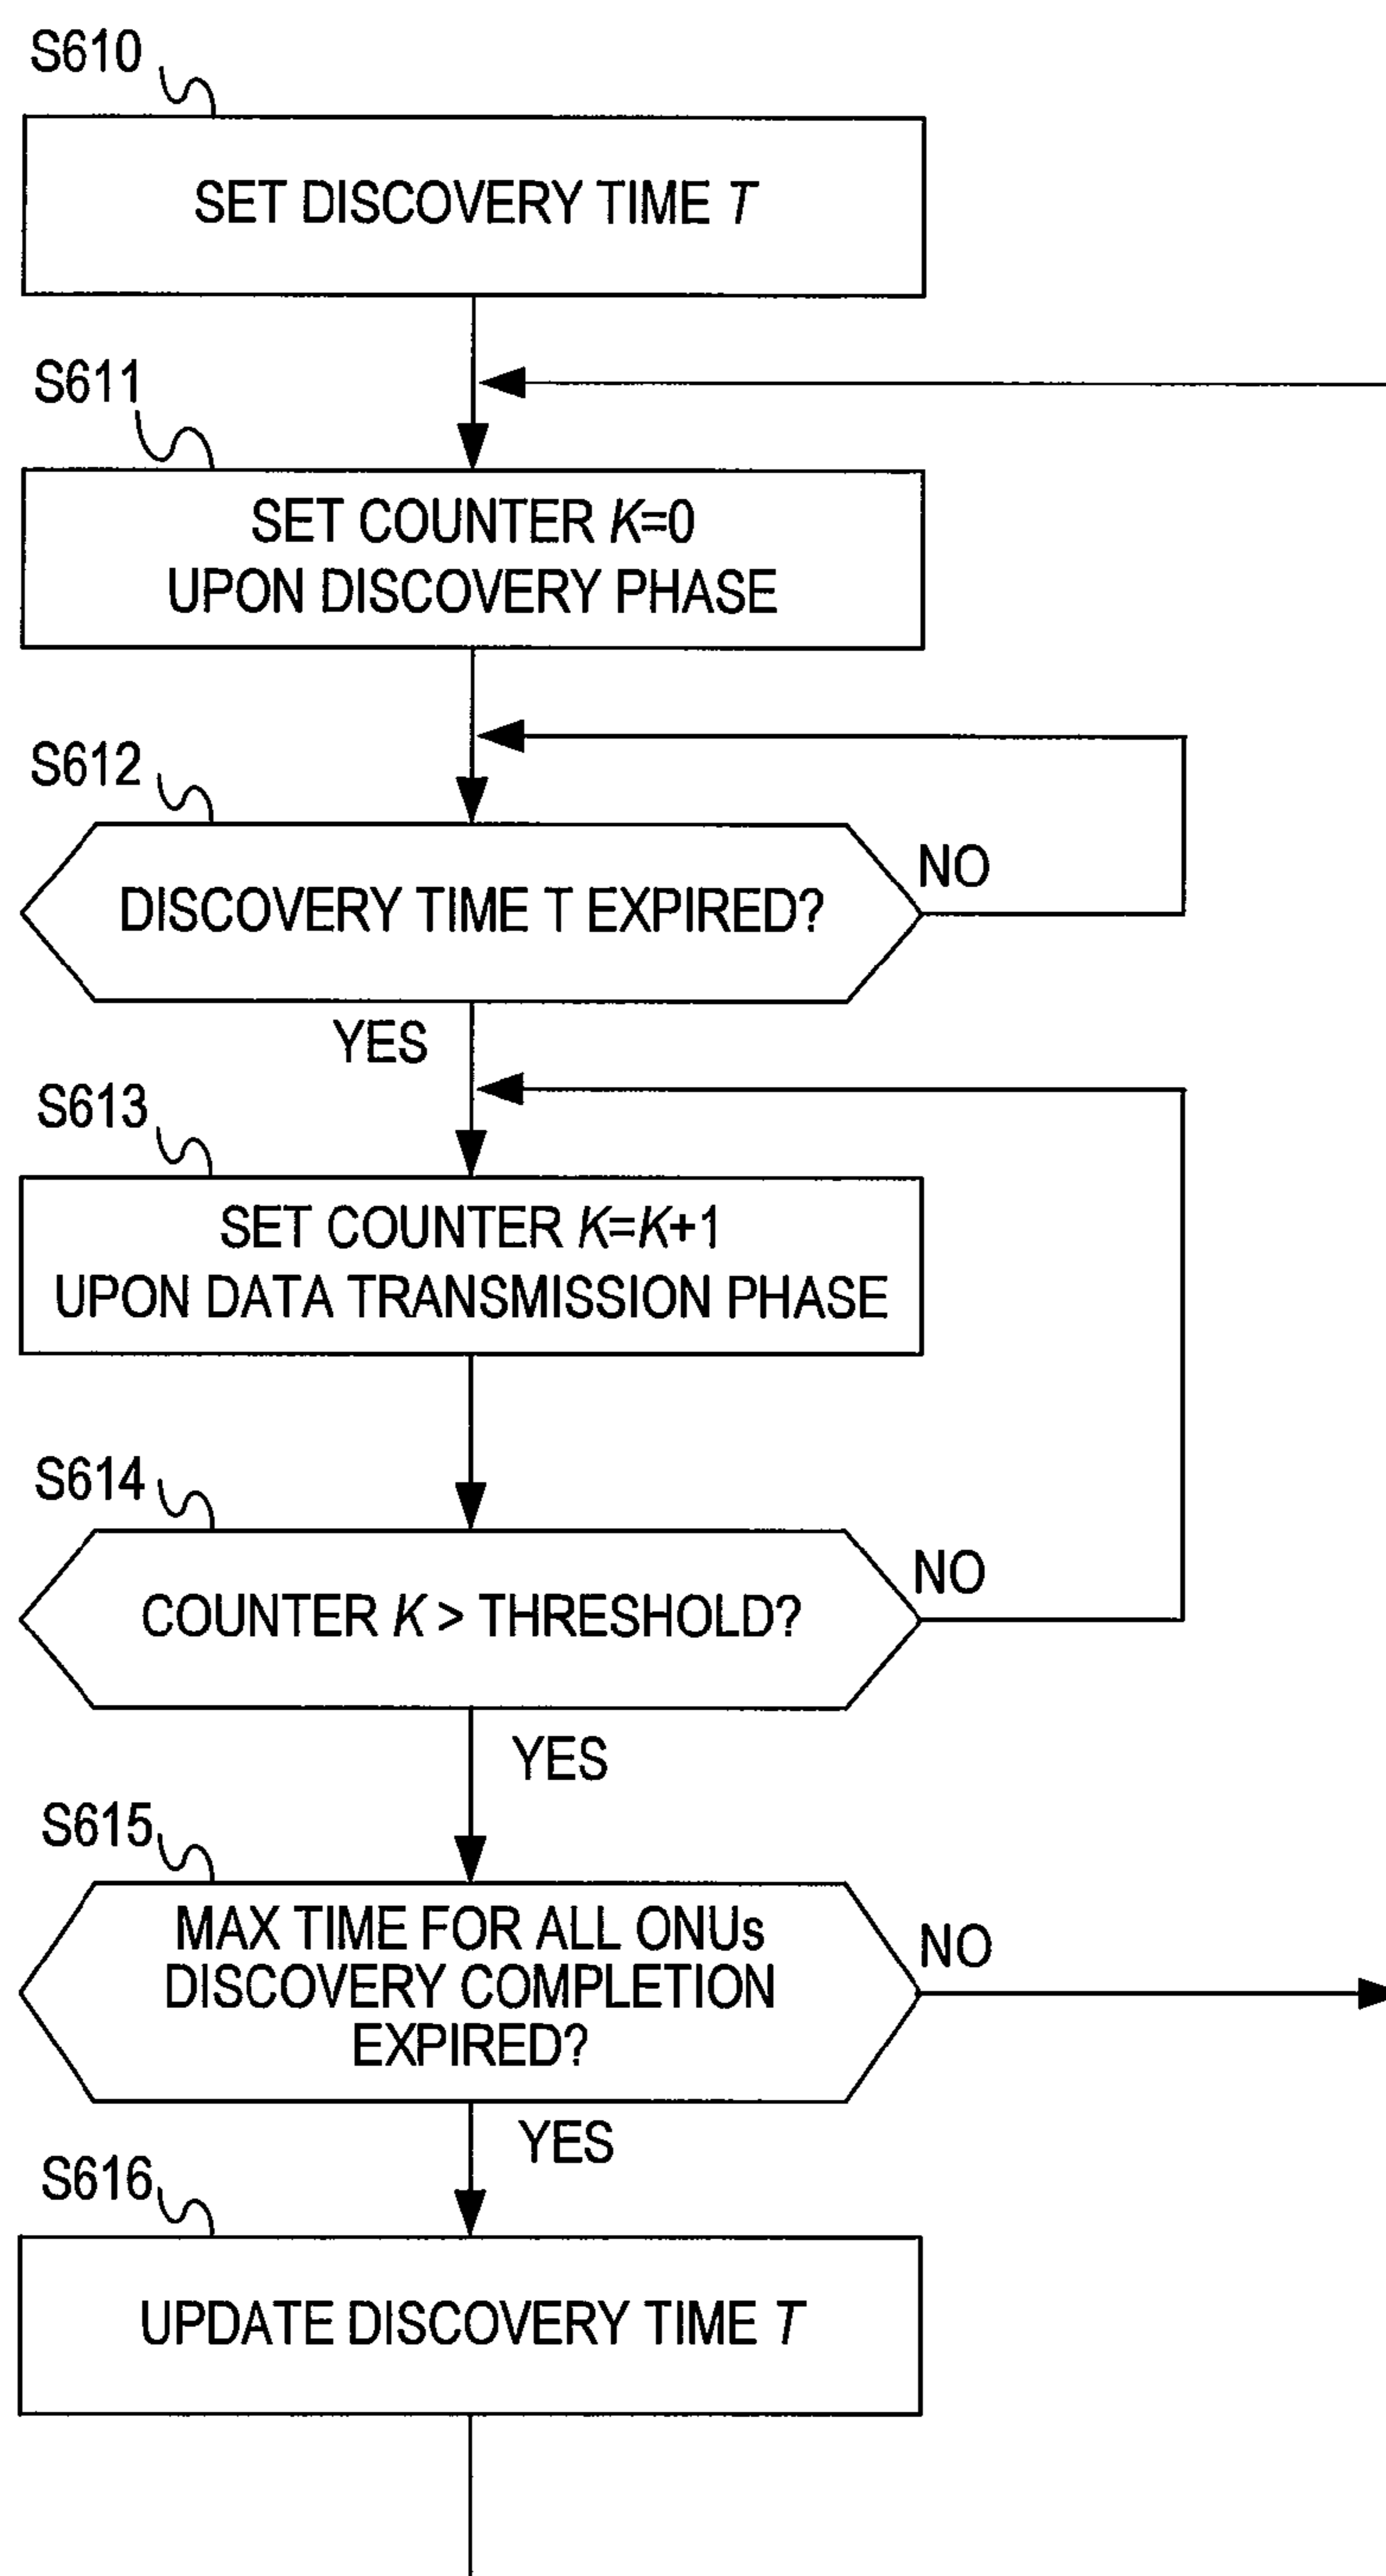 S610
SET DISCOVERY TIME T
S611
SET COUNTER K=0
UPON DISCOVERY PHASE
S612
DISCOVERY TIME T EXPIRED?
NO
YES
S613
SET COUNTER K=K+1
UPON DATA TRANSMISSION PHASE
S614
COUNTER K > THRESHOLD?
NO
YES
S615
MAX TIME FOR ALL ONUs
DISCOVERY COMPLETION
EXPIRED?
NO
YES
S616
UPDATE DISCOVERY TIME T